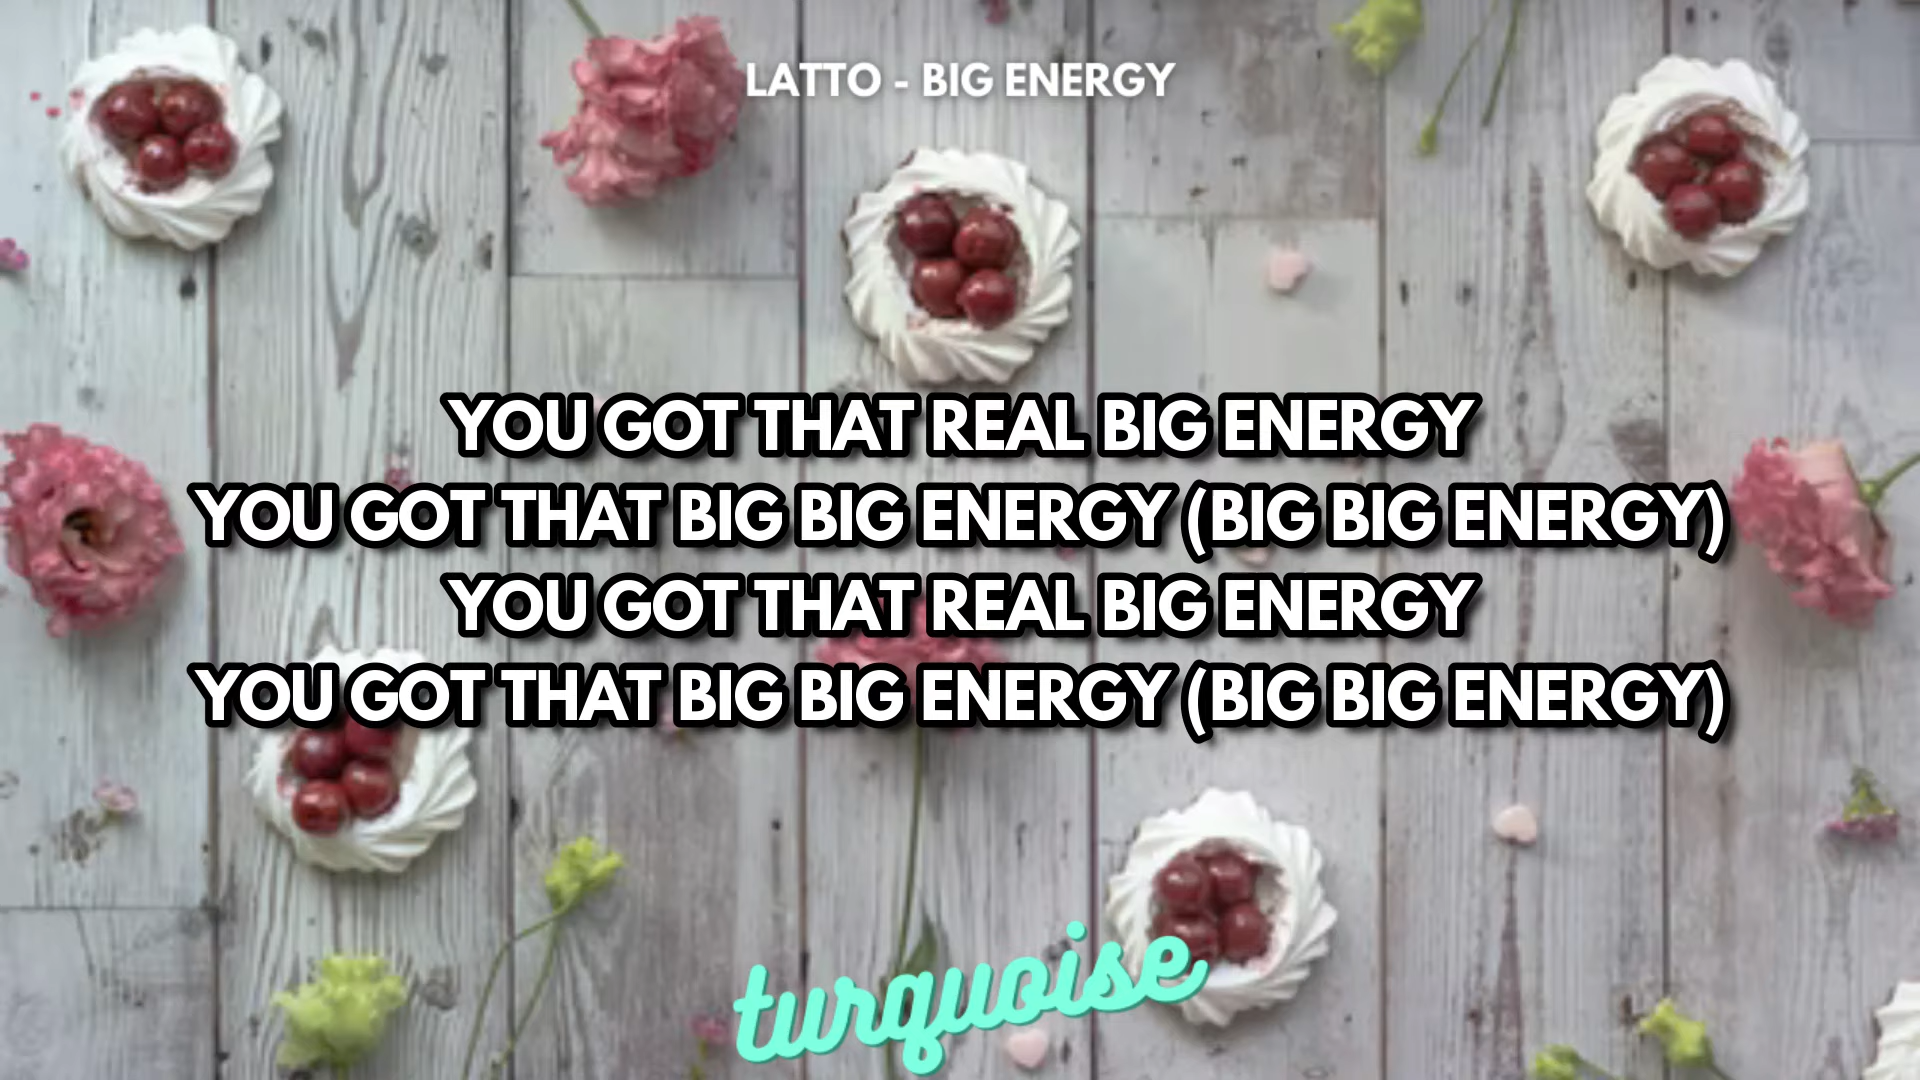 LATTO - BIG ENERGY
YOU GOT THAT REAL BIG ENERGY
YOU GOT THAT BIG BIG ENERGY (BIG BIG ENERGY)
YOU GOT THAT REAL BIG ENERGY
YOU GOT THAT BIG BIG ENERGY (BIG BIG ENERGY)
turquoise